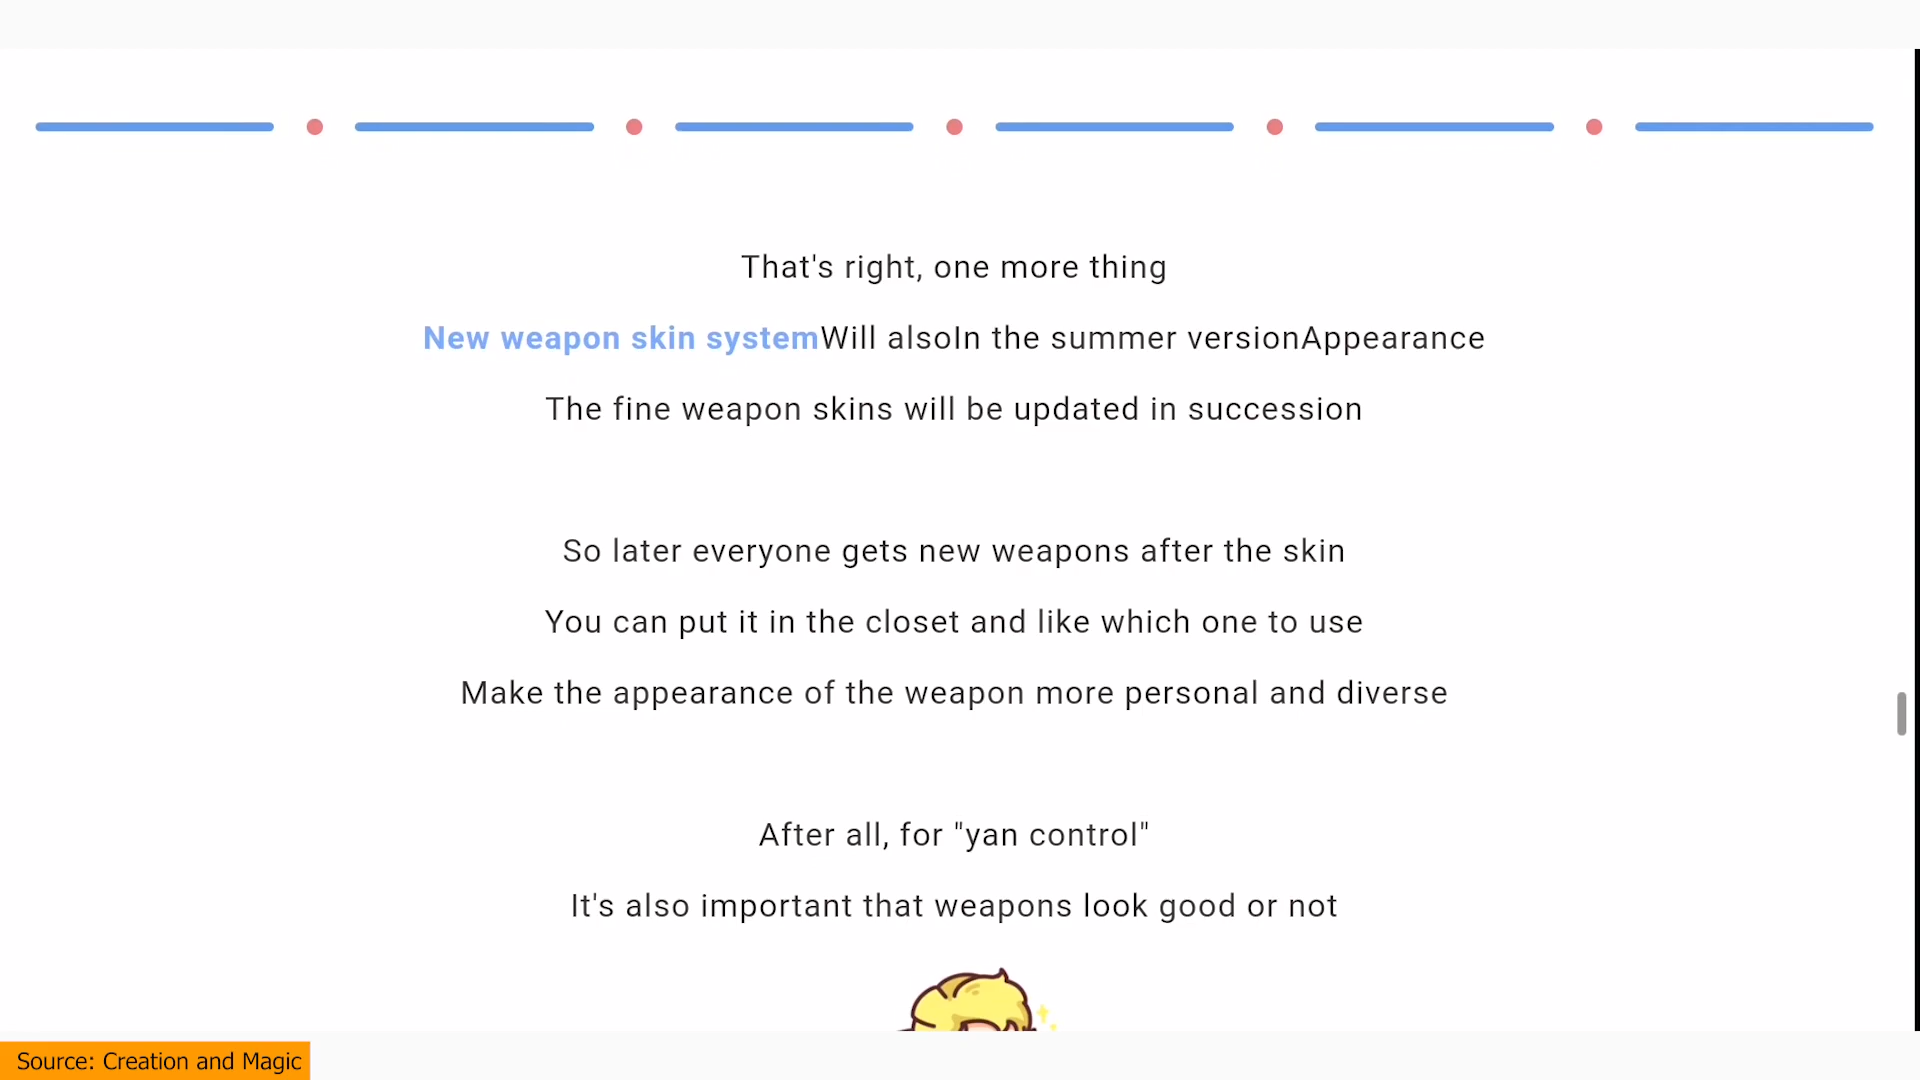 That's right, one more thing
New weapon skin systemWill alsoIn the summer versionAppearance
The fine weapon skins will be updated in succession
So later everyone gets new weapons after the skin
You can put it in the closet and like which one to use
Make the appearance of the weapon more personal and diverse
After all, for "yan control"
It's also important that weapons look good or not
Source: Creation and Magic